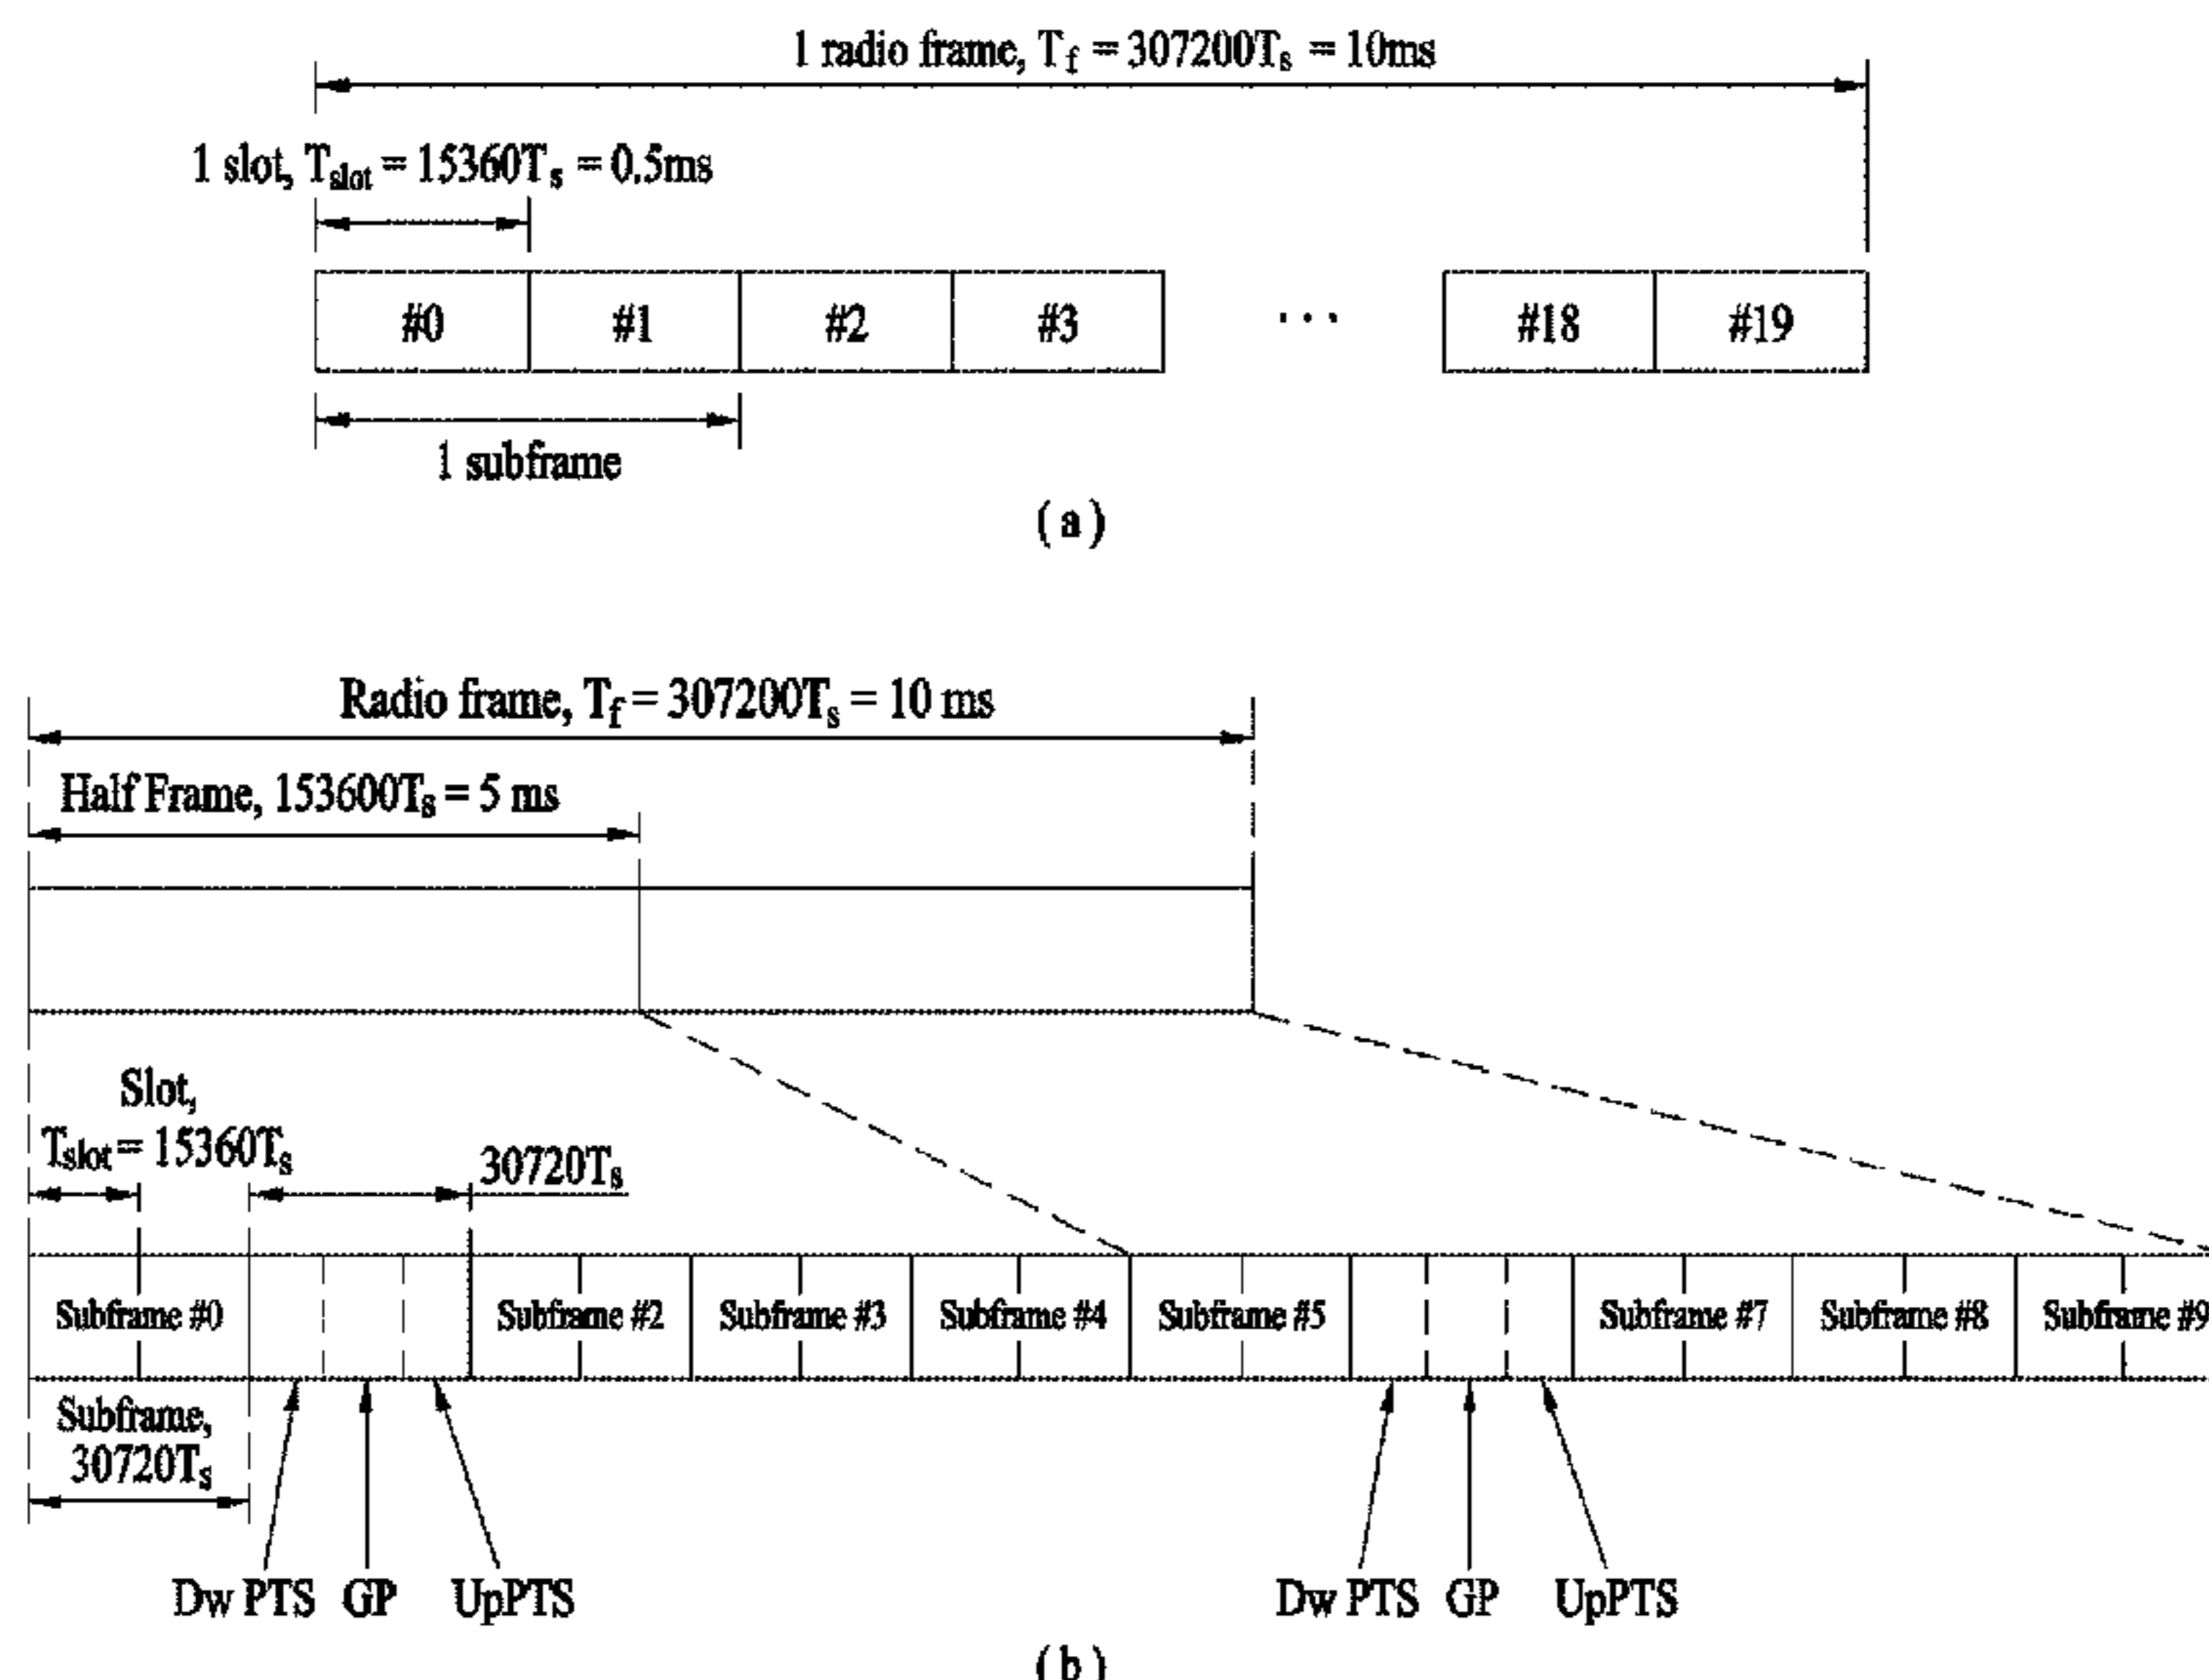 1 radio frame, Tf = 307200Ts = 10ms
1 slot, Tslot = 15360Ts = 0.5ms
#0 #1 #2 #3 ··· #18 #19
1 subframe
(a)
Radio frame, Tf = 307200Ts = 10 ms
Half Frame, 153600Ts = 5 ms
Slot,
Tslot = 15360Ts
30720Ts
Subframe #0 Subframe #2 Subframe #3 Subframe #4 Subframe #5 Subframe #7 Subframe #8 Subframe #9
Subframe,
30720Ts
Dw PTS GP UpPTS Dw PTS GP UpPTS
(b)